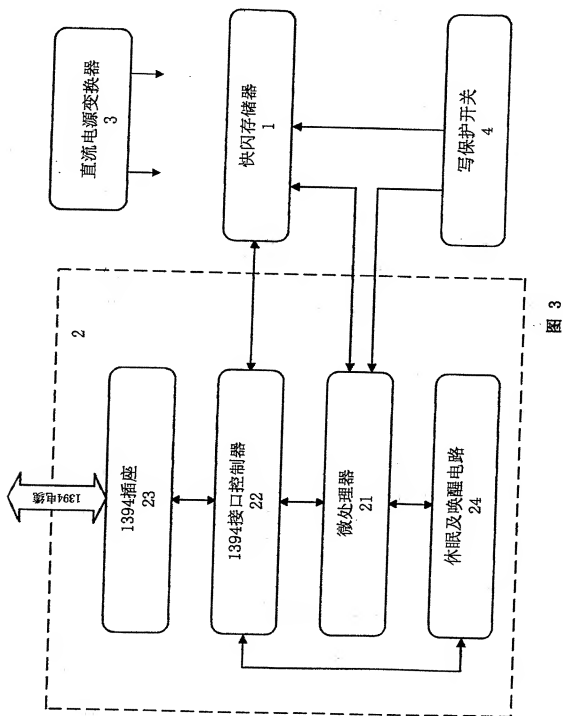 1394电缆
2
1394插座
23
1394接口控制器
22
微处理器
21
休眠及唤醒电路
24
直流电源变换器
3
快闪存储器
1
写保护开关
4
图 3